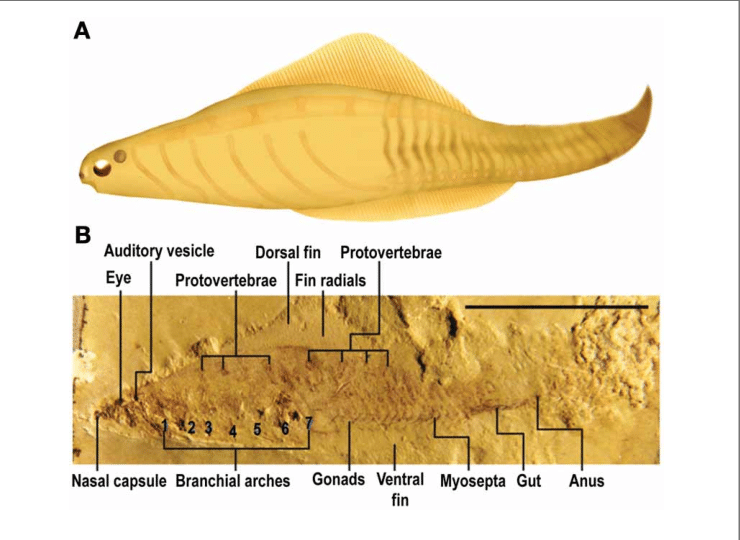 A
B
Auditory vesicle
Dorsal fin
Protovertebrae
Eye
Protovertebrae
Fin radials
1 2 3 4 5 6 7
Nasal capsule
Branchial arches
Gonads
Ventral
fin
Myosepta
Gut
Anus